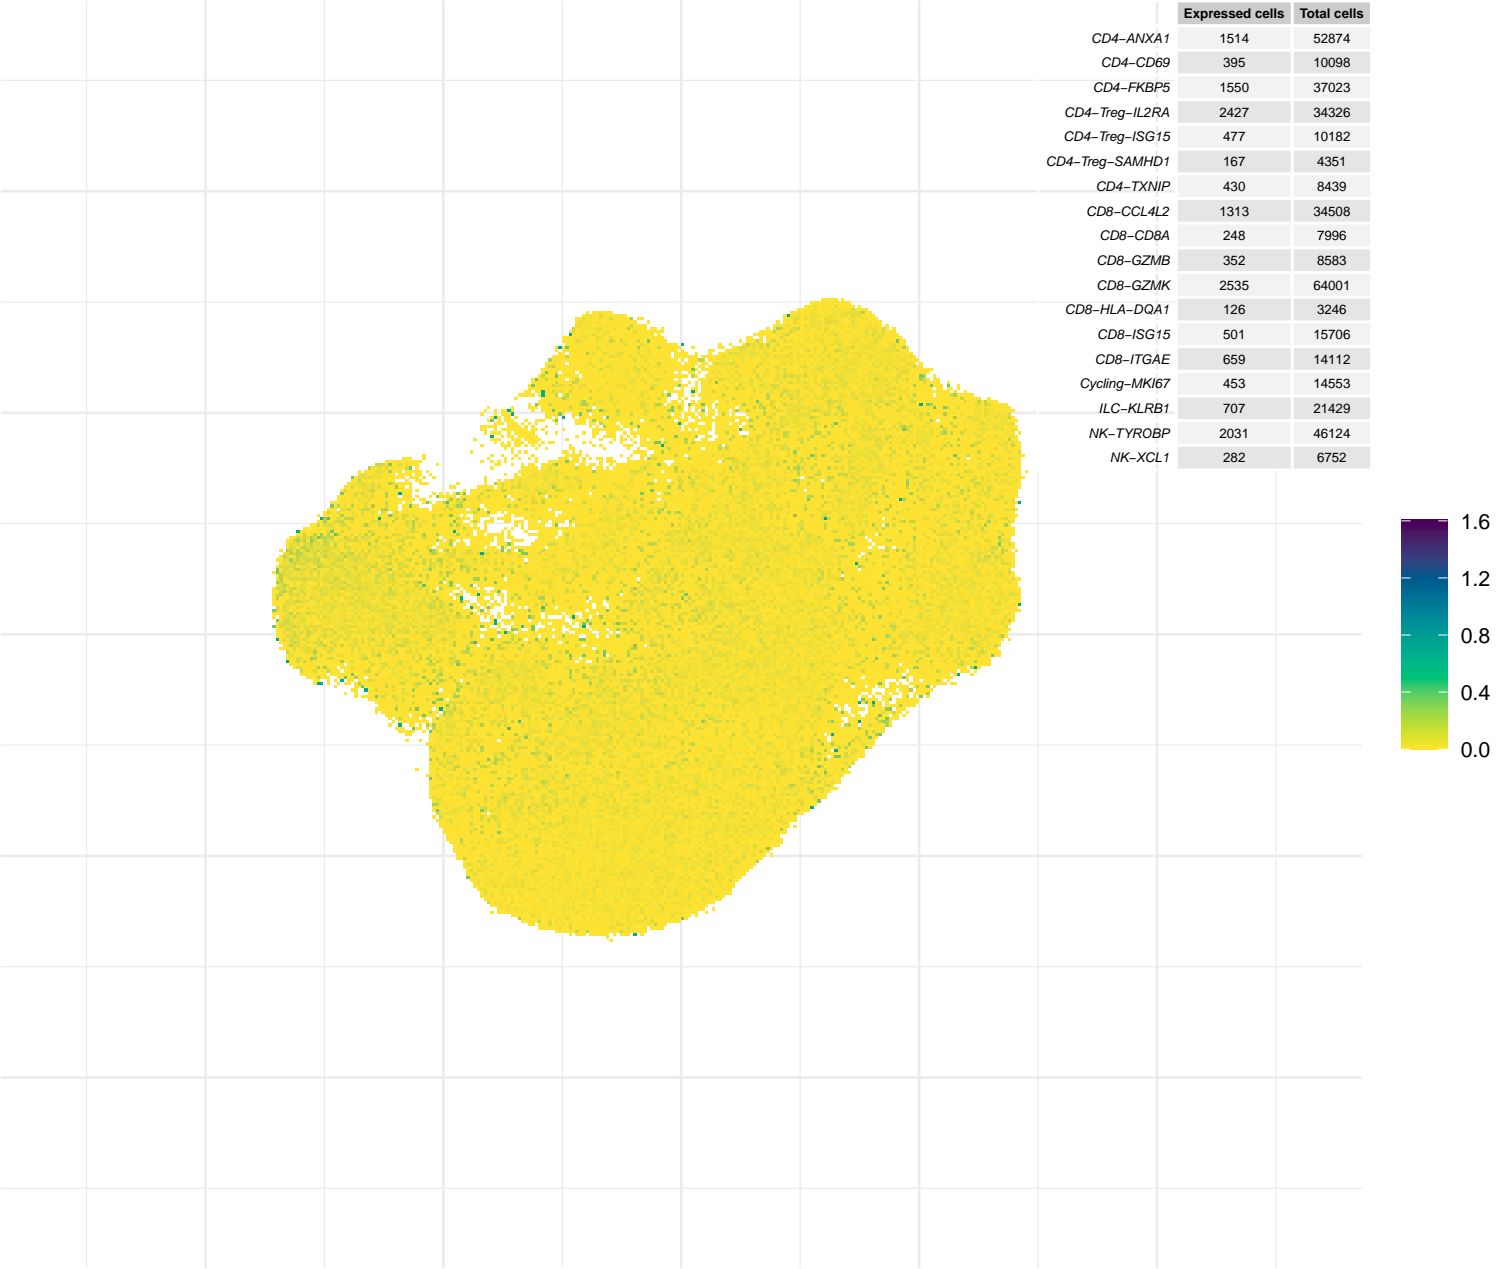 Expressed cells Total cells
CD4−ANXA1 1514 52874
CD4−CD69 395 10098
CD4−FKBP5 1550 37023
CD4−Treg−IL2RA 2427 34326
CD4−Treg−ISG15 477 10182
CD4−Treg−SAMHD1 167 4351
CD4−TXNIP 430 8439
CD8−CCL4L2 1313 34508
CD8−CD8A 248 7996
CD8−GZMB 352 8583
CD8−GZMK 2535 64001
CD8−HLA−DQA1 126 3246
CD8−ISG15 501 15706
CD8−ITGAE 659 14112
Cycling−MKI67 453 14553
ILC−KLRB1 707 21429
NK−TYROBP 2031 46124
NK−XCL1 282 6752
1.6
1.2
0.8
0.4
0.0